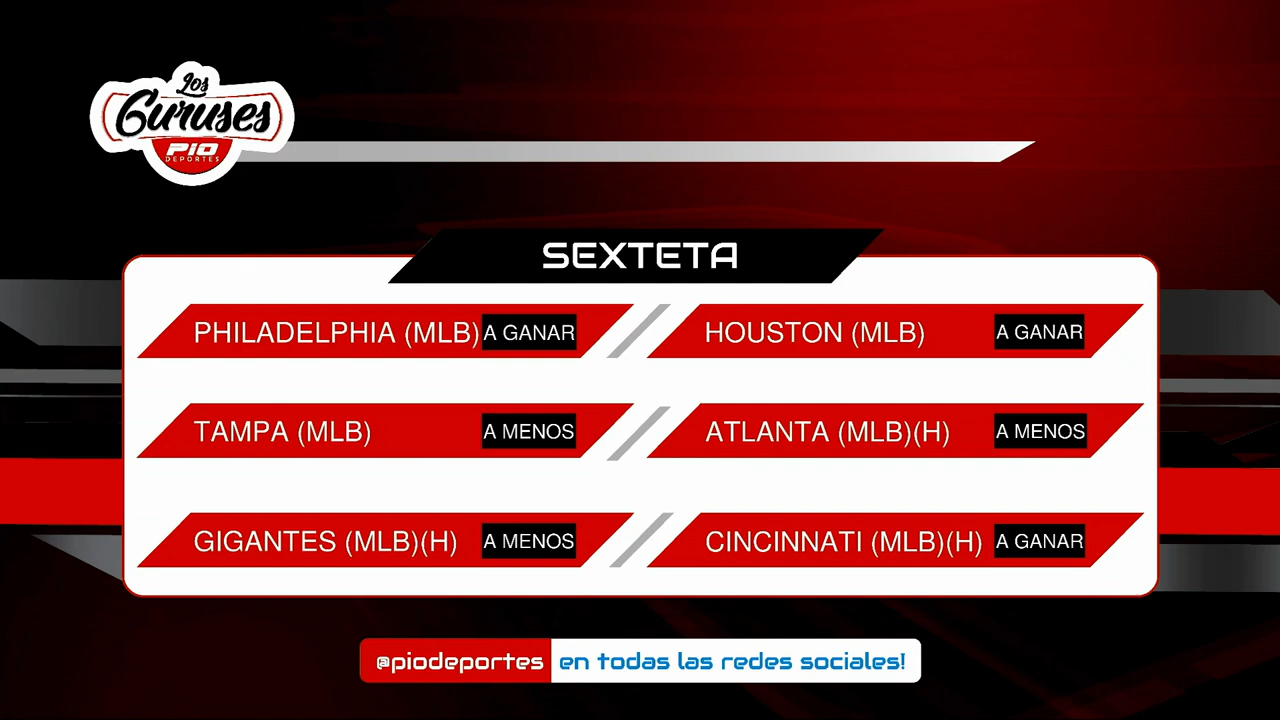 Los
Guruses
PIO
DEPORTES
SEXTETA
PHILADELPHIA (MLB) A GANAR
HOUSTON (MLB) A GANAR
TAMPA (MLB) A MENOS
ATLANTA (MLB)(H) A MENOS
GIGANTES (MLB)(H) A MENOS
CINCINNATI (MLB)(H) A GANAR
@piodeportes en todas las redes sociales!